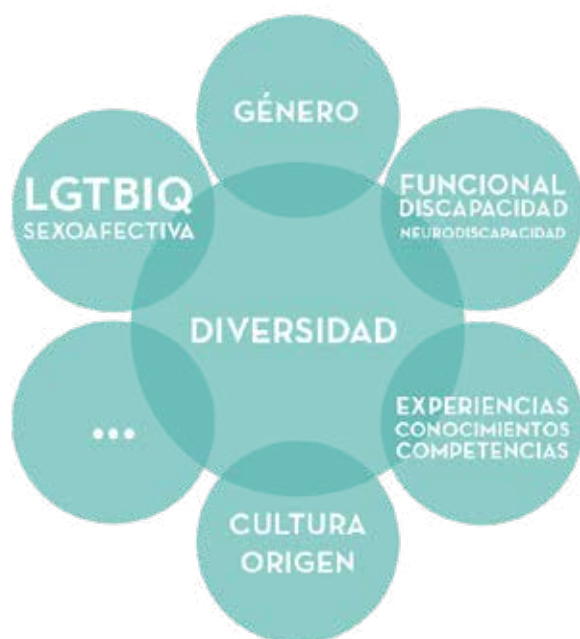 GÉNERO
LGTBIQ
SEXOAFECTIVA
FUNCIONAL
DISCAPACIDAD
NEURODISCAPACIDAD
DIVERSIDAD
...
EXPERIENCIAS
CONOCIMIENTOS
COMPETENCIAS
CULTURA
ORIGEN